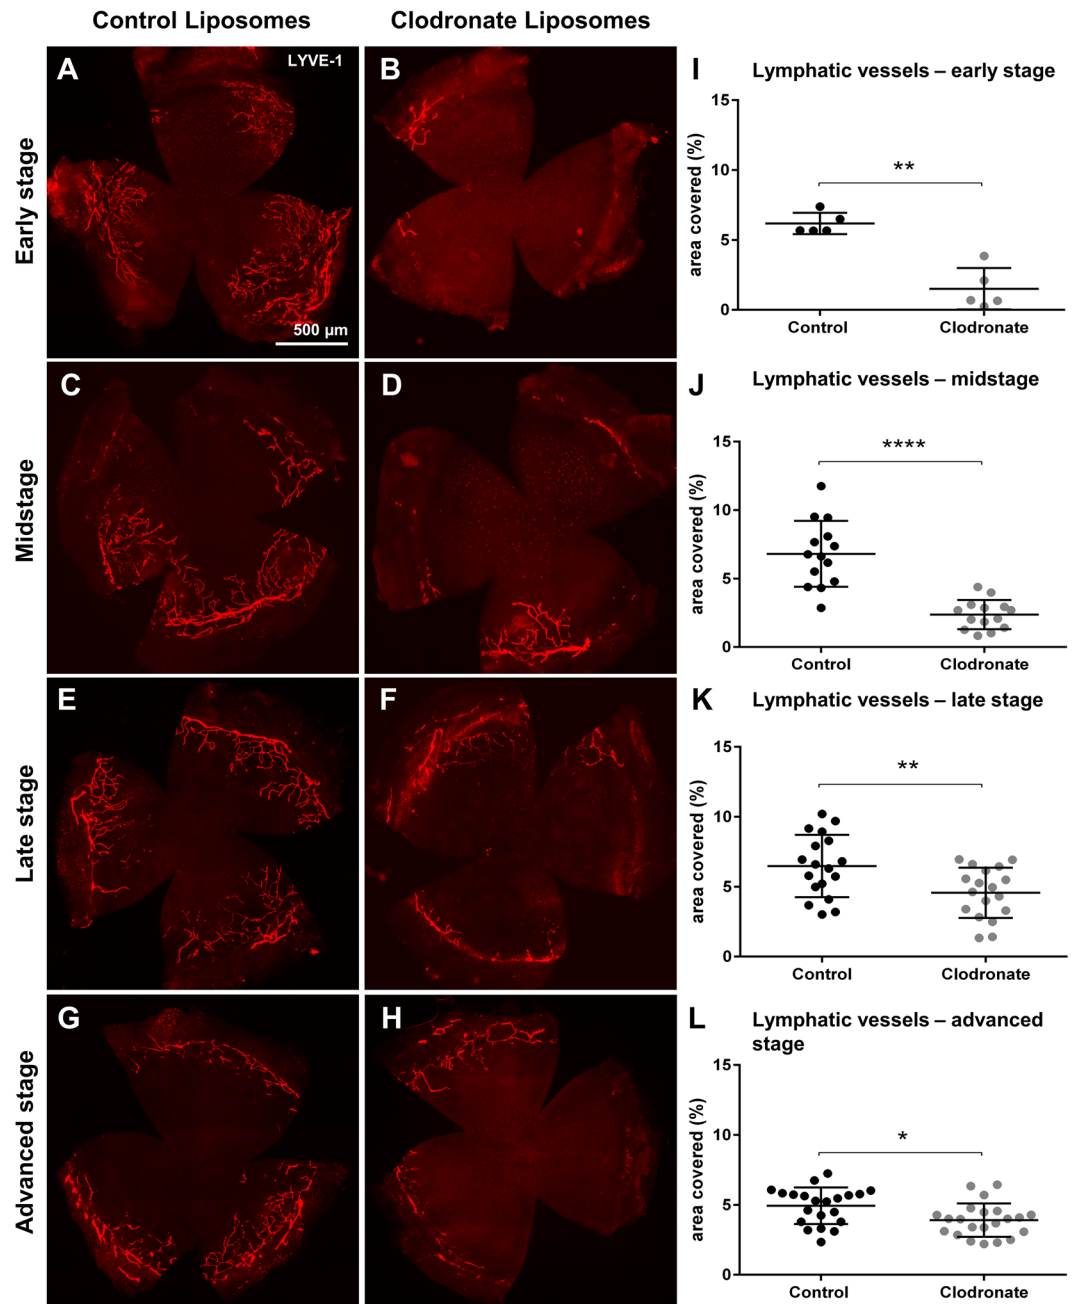 Control Liposomes
Clodronate Liposomes
Early stage
A
LYVE-1
500 µm
B
I
Lymphatic vessels – early stage
area covered (%)
15
10
5
0
**
Control
Clodronate
Midstage
C
D
J
Lymphatic vessels – midstage
area covered (%)
15
10
5
0
****
Control
Clodronate
Late stage
E
F
K
Lymphatic vessels – late stage
area covered (%)
15
10
5
0
**
Control
Clodronate
Advanced stage
G
H
L
Lymphatic vessels – advanced
stage
area covered (%)
15
10
5
0
*
Control
Clodronate